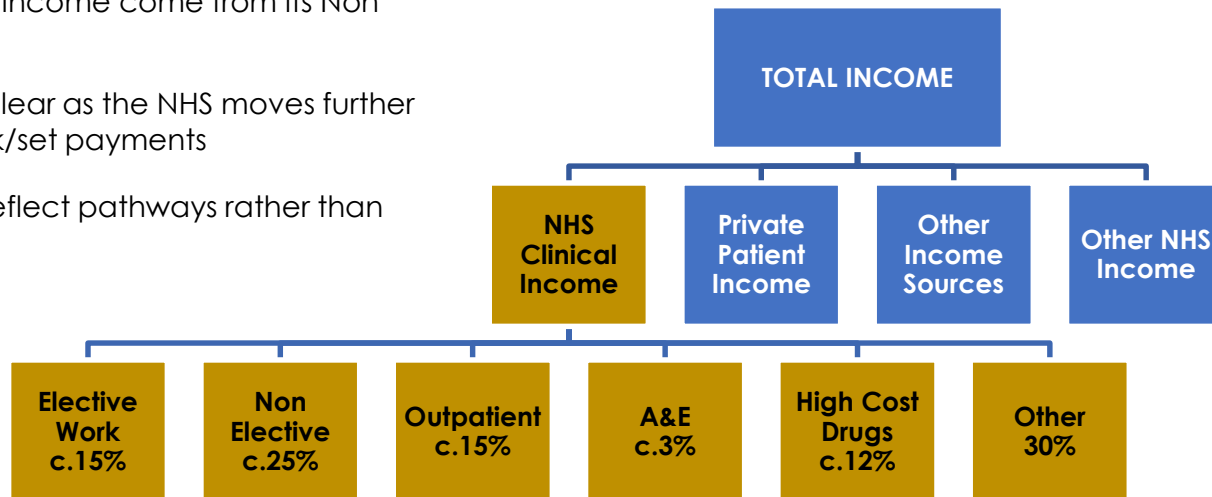 income come from its Non
lear as the NHS moves further
k/set payments
eflect pathways rather than
TOTAL INCOME
NHS
Clinical
Income
Private
Patient
Income
Other
Income
Sources
Other NHS
Income
Elective
Work
c.15%
Non
Elective
c.25%
Outpatient
c.15%
A&E
c.3%
High Cost
Drugs
c.12%
Other
30%